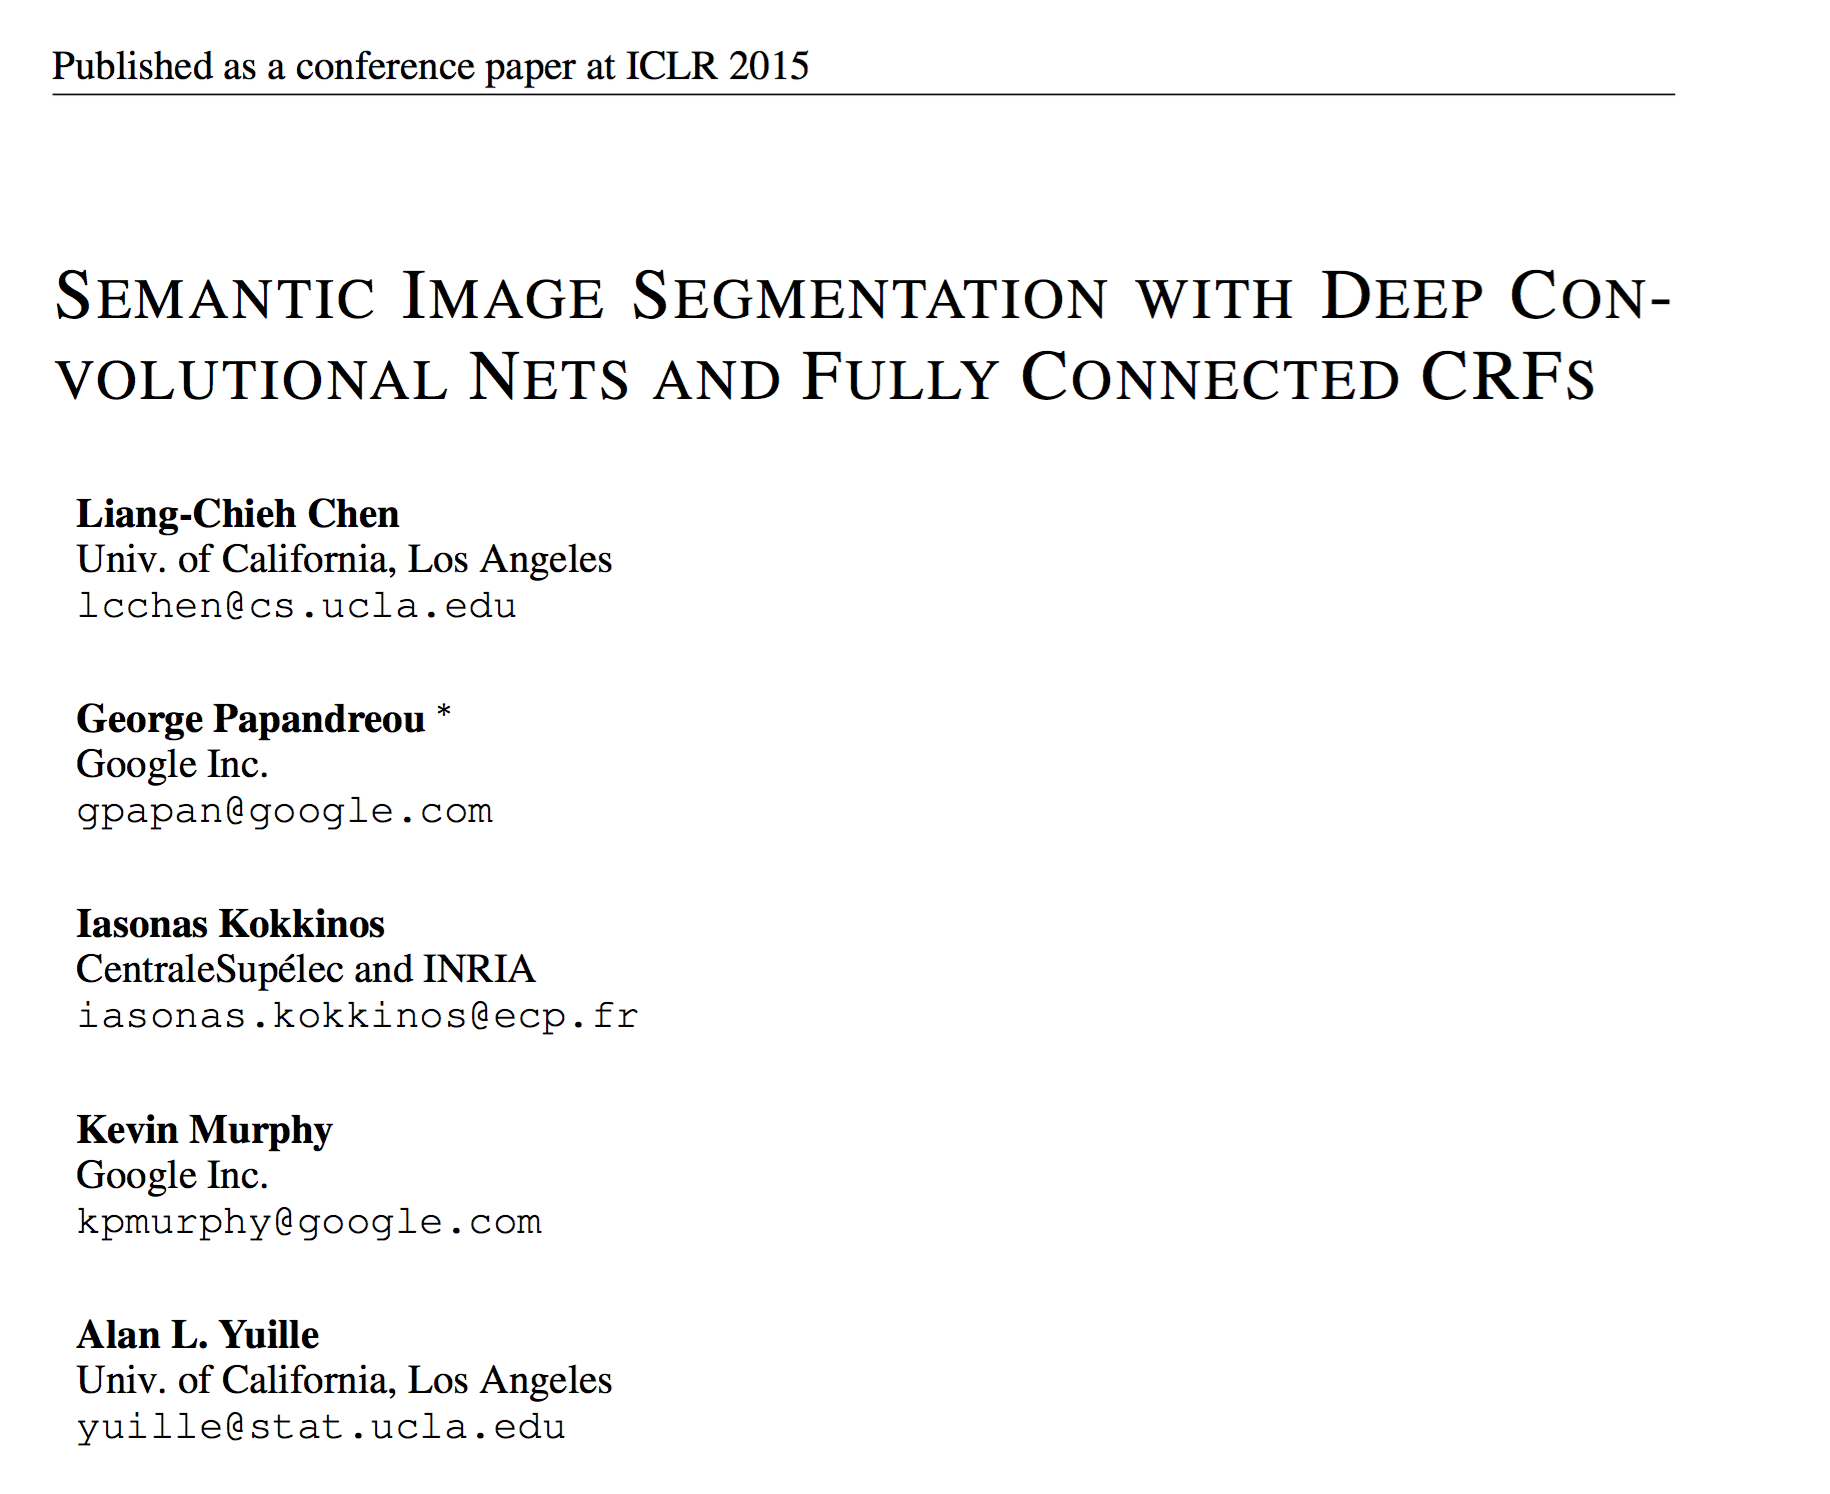 Published as a conference paper at ICLR 2015
SEMANTIC IMAGE SEGMENTATION WITH DEEP CON-
VOLUTIONAL NETS AND FULLY CONNECTED CRFS
Liang-Chieh Chen
Univ. of California, Los Angeles
lcchen@cs.ucla.edu
George Papandreou *
Google Inc.
gpapan@google.com
Iasonas Kokkinos
CentraleSupélec and INRIA
iasonas.kokkinos@ecp.fr
Kevin Murphy
Google Inc.
kpmurphy@google.com
Alan L. Yuille
Univ. of California, Los Angeles
yuille@stat.ucla.edu